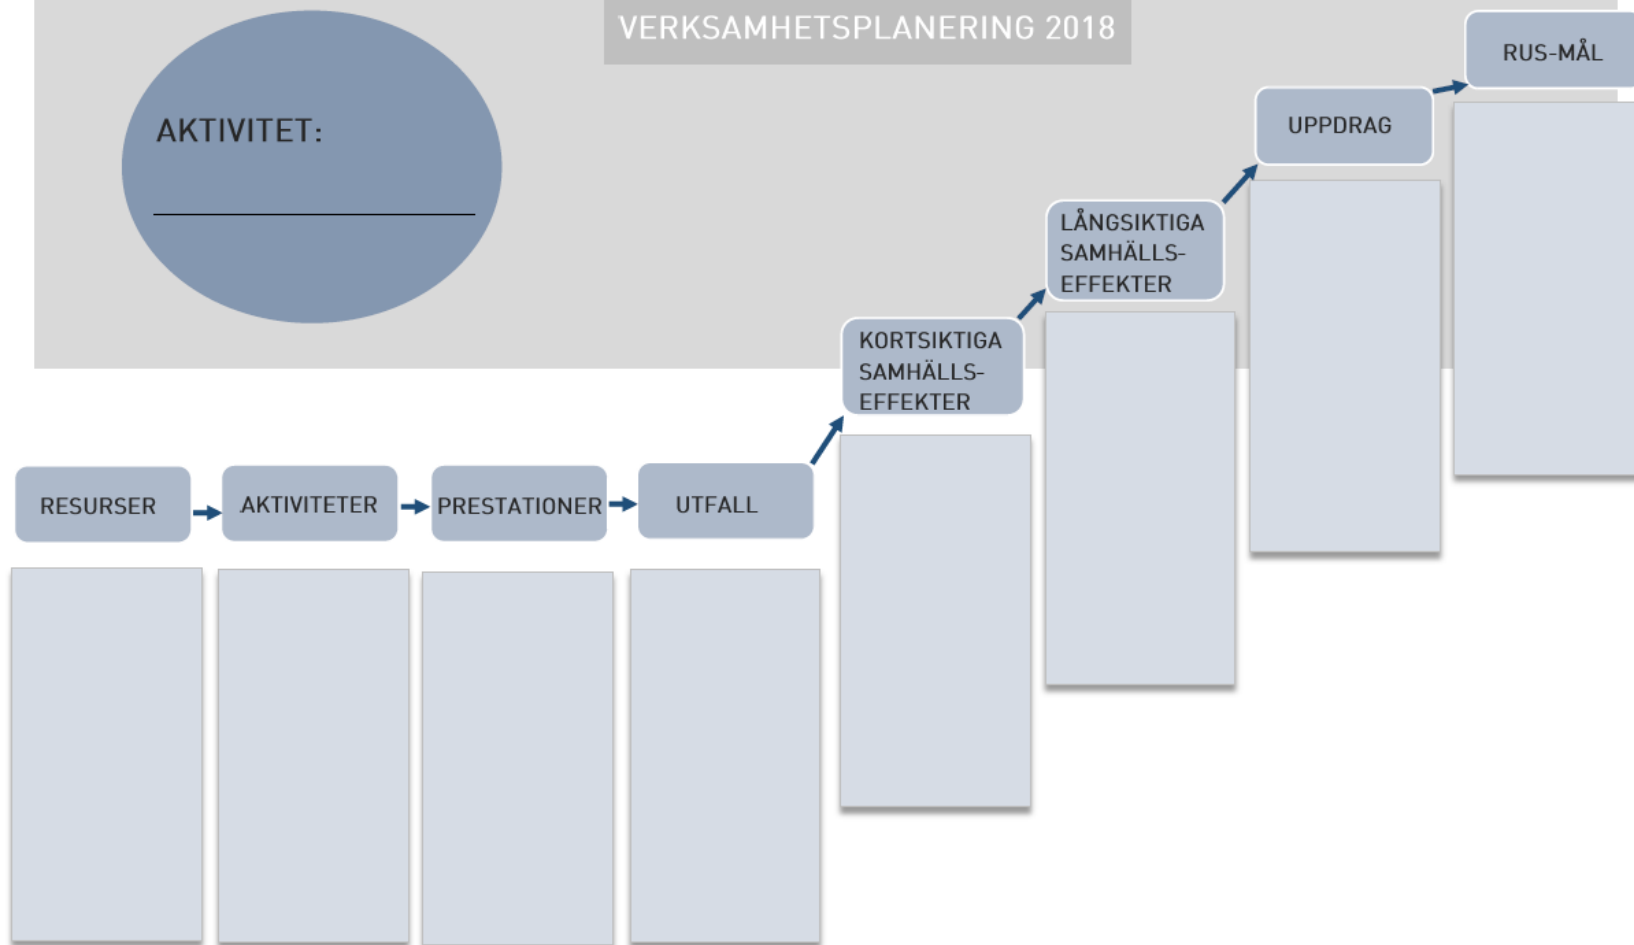 VERKSAMHETSPLANERING 2018
AKTIVITET:
RESURSER
AKTIVITETER
PRESTATIONER
UTFALL
KORTSIKTIGA
SAMHÄLLS-
EFFEKTER
LÅNGSIKTIGA
SAMHÄLLS-
EFFEKTER
UPPDRAG
RUS-MÅL